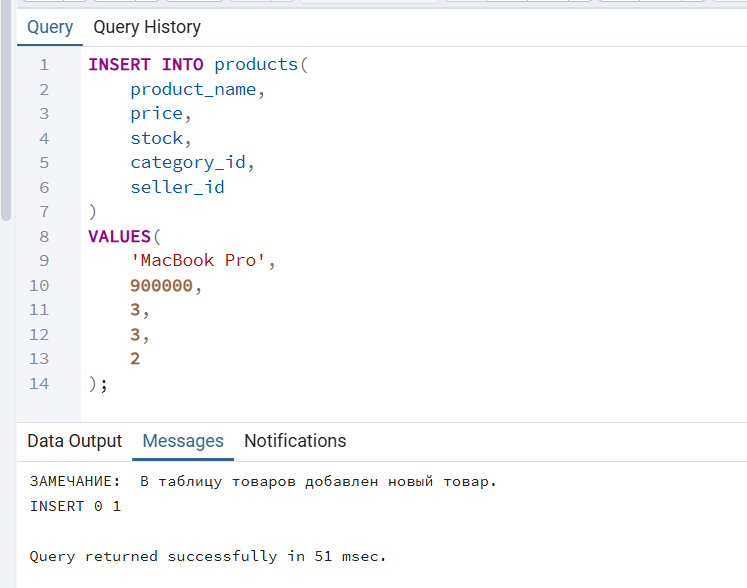 Query Query History
1 INSERT INTO products(
2 product_name,
3 price,
4 stock,
5 category_id,
6 seller_id
7 )
8 VALUES(
9 'MacBook Pro',
10 900000,
11 3,
12 3,
13 2
14 );
Data Output Messages Notifications
ЗАМЕЧАНИЕ: В таблицу товаров добавлен новый товар.
INSERT 0 1
Query returned successfully in 51 msec.